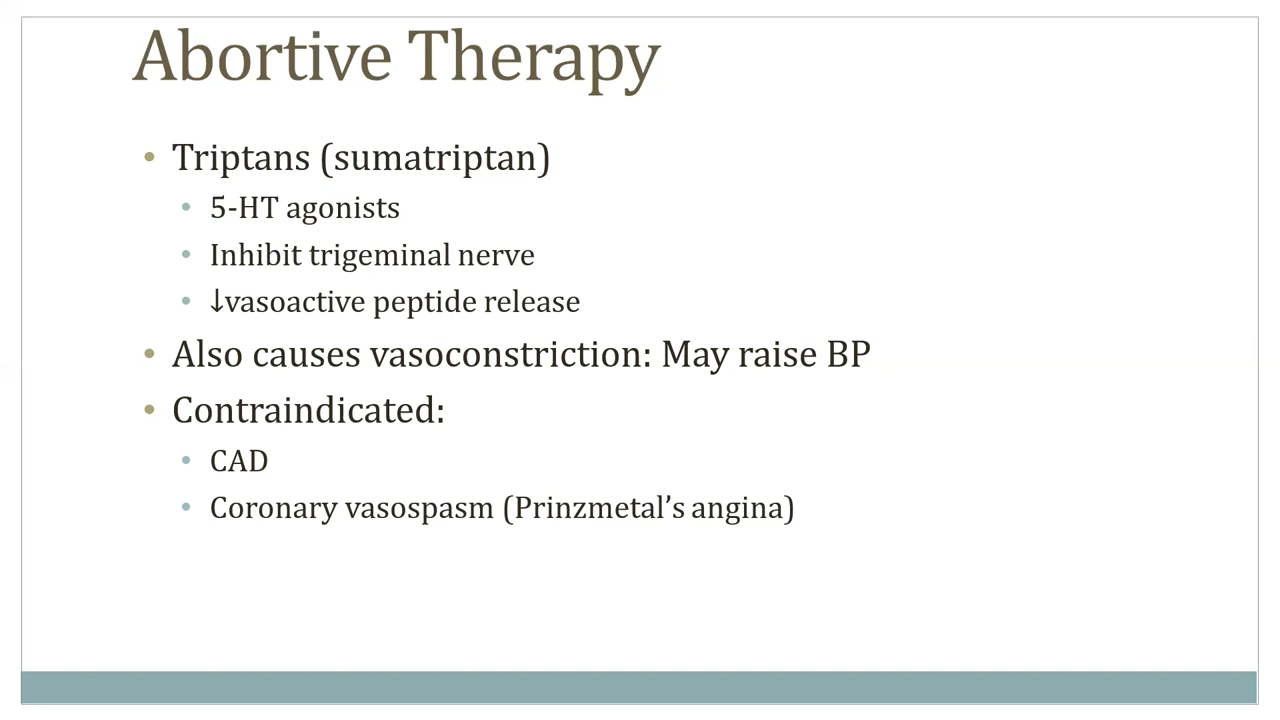 Abortive Therapy
• Triptans (sumatriptan)
• 5-HT agonists
• Inhibit trigeminal nerve
• ↓vasoactive peptide release
• Also causes vasoconstriction: May raise BP
• Contraindicated:
• CAD
• Coronary vasospasm (Prinzmetal’s angina)